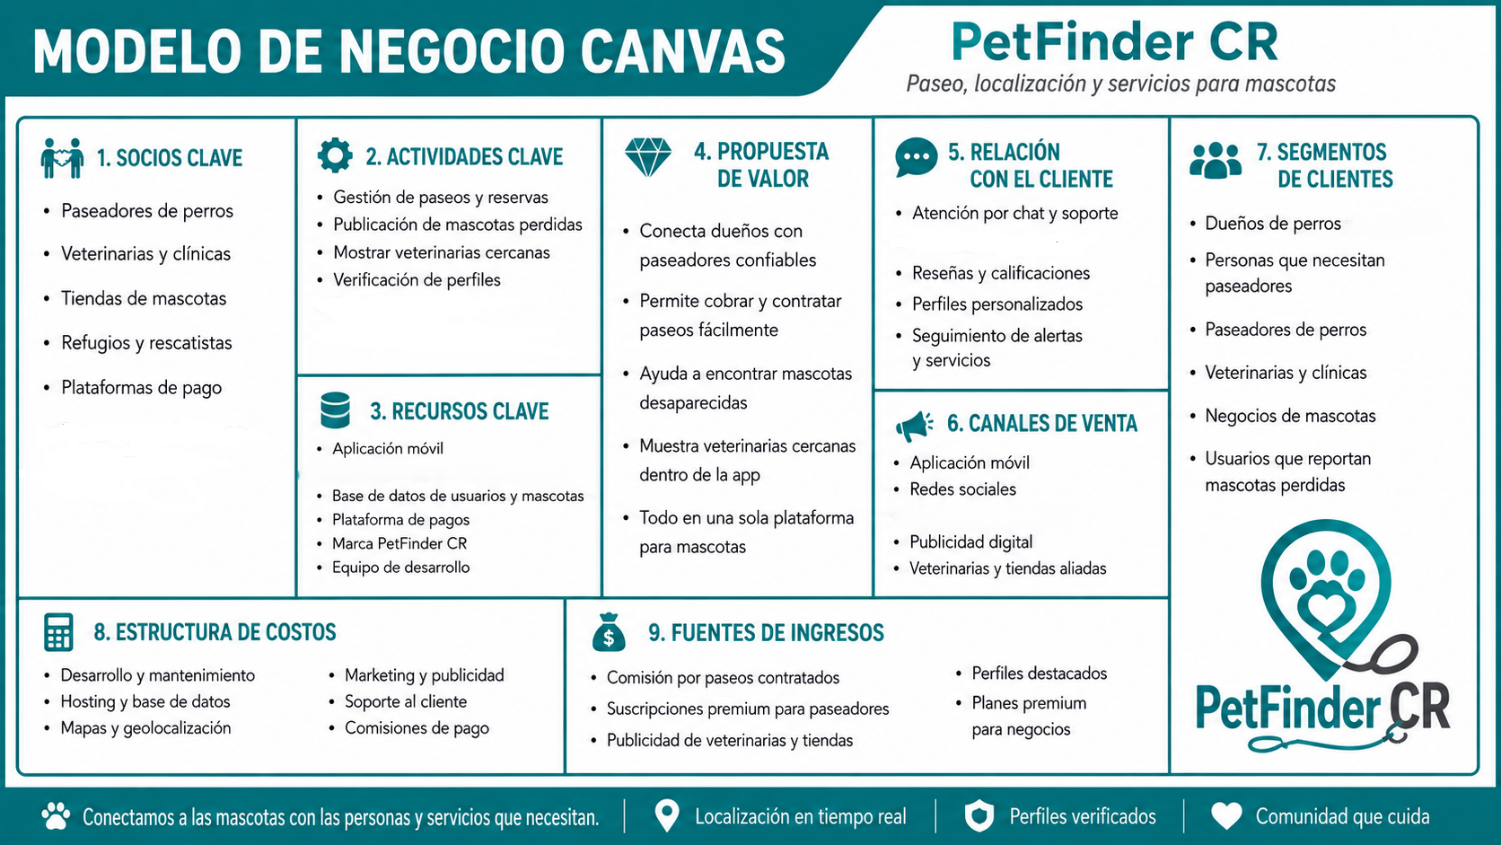 MODELO DE NEGOCIO CANVAS
PetFinder CR
Paseo, localización y servicios para mascotas
1. SOCIOS CLAVE
• Paseadores de perros
• Veterinarias y clínicas
• Tiendas de mascotas
• Refugios y rescatistas
• Plataformas de pago
2. ACTIVIDADES CLAVE
• Gestión de paseos y reservas
• Publicación de mascotas perdidas
• Mostrar veterinarias cercanas
• Verificación de perfiles
3. RECURSOS CLAVE
• Aplicación móvil
• Base de datos de usuarios y mascotas
• Plataforma de pagos
• Marca PetFinder CR
• Equipo de desarrollo
4. PROPUESTA
DE VALOR
• Conecta dueños con
paseadores confiables
• Permite cobrar y contratar
paseos fácilmente
• Ayuda a encontrar mascotas
desaparecidas
• Muestra veterinarias cercanas
dentro de la app
• Todo en una sola plataforma
para mascotas
5. RELACIÓN
CON EL CLIENTE
• Atención por chat y soporte
• Reseñas y calificaciones
• Perfiles personalizados
• Seguimiento de alertas
y servicios
6. CANALES DE VENTA
• Aplicación móvil
• Redes sociales
• Publicidad digital
• Veterinarias y tiendas aliadas
7. SEGMENTOS
DE CLIENTES
• Dueños de perros
• Personas que necesitan
paseadores
• Paseadores de perros
• Veterinarias y clínicas
• Negocios de mascotas
• Usuarios que reportan
mascotas perdidas
PetFinder CR
8. ESTRUCTURA DE COSTOS
• Desarrollo y mantenimiento
• Hosting y base de datos
• Mapas y geolocalización
• Marketing y publicidad
• Soporte al cliente
• Comisiones de pago
9. FUENTES DE INGRESOS
• Comisión por paseos contratados
• Suscripciones premium para paseadores
• Publicidad de veterinarias y tiendas
• Perfiles destacados
• Planes premium
para negocios
Conectamos a las mascotas con las personas y servicios que necesitan.
Localización en tiempo real
Perfiles verificados
Comunidad que cuida